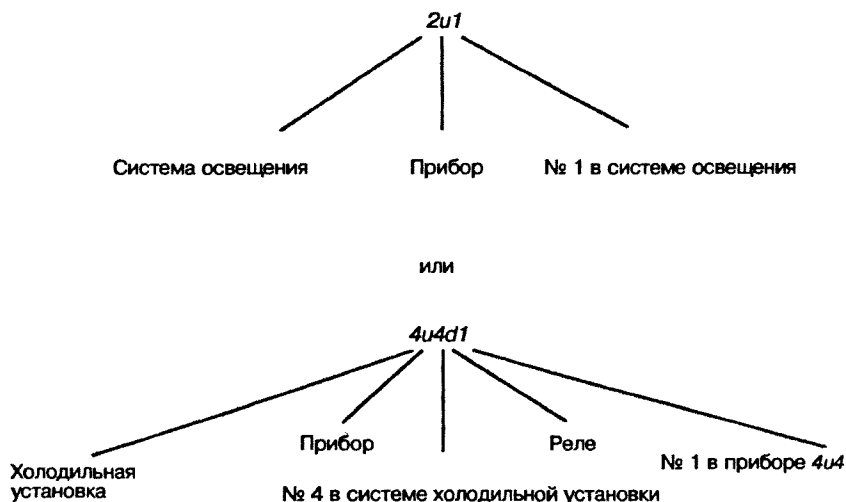 2u1
Система освещения
Прибор
№ 1 в системе освещения
или
4u4d1
Холодильная
установка
Прибор
№ 4 в системе холодильной установки
Реле
№ 1 в приборе 4u4